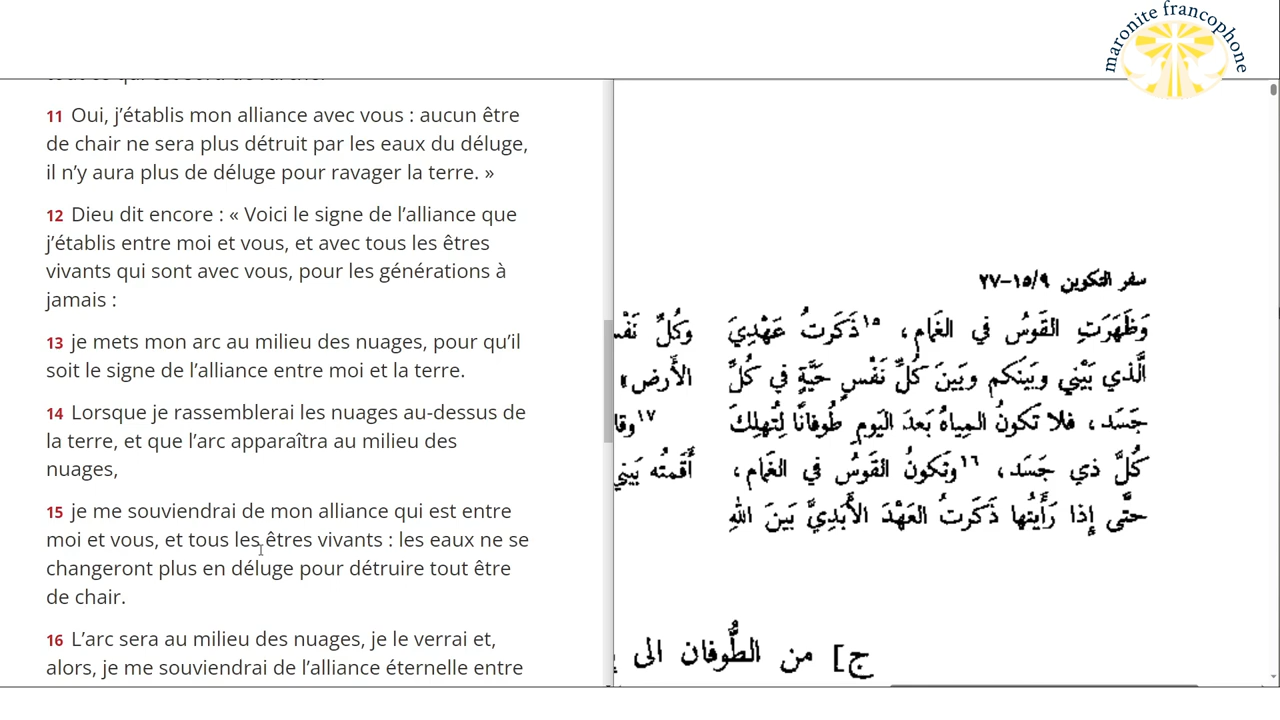 maronite francophone
11 Oui, j’établis mon alliance avec vous : aucun être
de chair ne sera plus détruit par les eaux du déluge,
il n’y aura plus de déluge pour ravager la terre. »
12 Dieu dit encore : « Voici le signe de l’alliance que
j’établis entre moi et vous, et avec tous les êtres
vivants qui sont avec vous, pour les générations à
jamais :
13 je mets mon arc au milieu des nuages, pour qu’il
soit le signe de l’alliance entre moi et la terre.
14 Lorsque je rassemblerai les nuages au-dessus de
la terre, et que l’arc apparaîtra au milieu des
nuages,
15 je me souviendrai de mon alliance qui est entre
moi et vous, et tous les êtres vivants : les eaux ne se
changeront plus en déluge pour détruire tout être
de chair.
16 L’arc sera au milieu des nuages, je le verrai et,
alors, je me souviendrai de l’alliance éternelle entre
سفر التكوين ٩/١٥–٢٧
وَظَهَرَتِ القَوْسُ في الغَمام، ١٥ذَكَرتُ عَهْدِيَ
الَّذي بَيْني وبَينَكم وبَينَ كُلِّ نَفْسٍ حَيَّةٍ في كُلِّ
جَسَد، فلا تَكونُ المِياهُ بَعدَ اليَومِ طُوفانًا لِتُهلِكَ
كُلَّ ذي جَسَد، ١٦وتَكونُ القَوْسُ في الغَمام،
حتَّى إِذا رَأَيتُها ذَكَرتُ العَهْدَ الأَبَدِيَّ بَينَ اللهِ
وكُلِّ
الأَرض»
١٧
أَقَمتُه بَيني
ج] من الطُّوفان الى